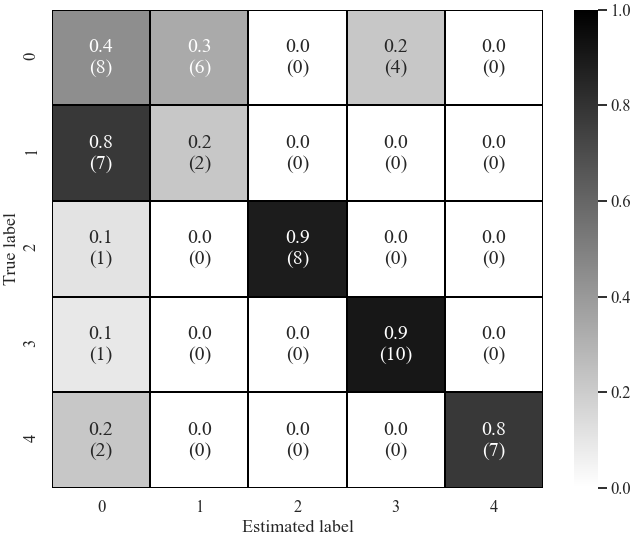 0.4 0.3 0.0 0.2 0.0 1.0
0 (8) (6) (0) (4) (0)
0.8 0.2 0.0 0.0 0.0 0.8
1 (7) (2) (0) (0) (0)
0.6
True label
0.1 0.0 0.9 0.0 0.0
2 (1) (0) (8) (0) (0)
0.4
0.1 0.0 0.0 0.9 0.0
3 (1) (0) (0) (10) (0)
0.2
0.2 0.0 0.0 0.0 0.8
4 (2) (0) (0) (0) (7)
0.0
0 1 2 3 4
Estimated label